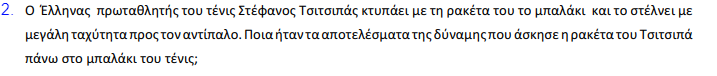 2. Ο Έλληνας πρωταθλητής του τένις Στέφανος Τσιτσιπάς κτυπάει με τη ρακέτα του το μπαλάκι και το στέλνει με
μεγάλη ταχύτητα προς τον αντίπαλο. Ποια ήταν τα αποτελέσματα της δύναμης που άσκησε η ρακέτα του Τσιτσιπά
πάνω στο μπαλάκι του τένις;